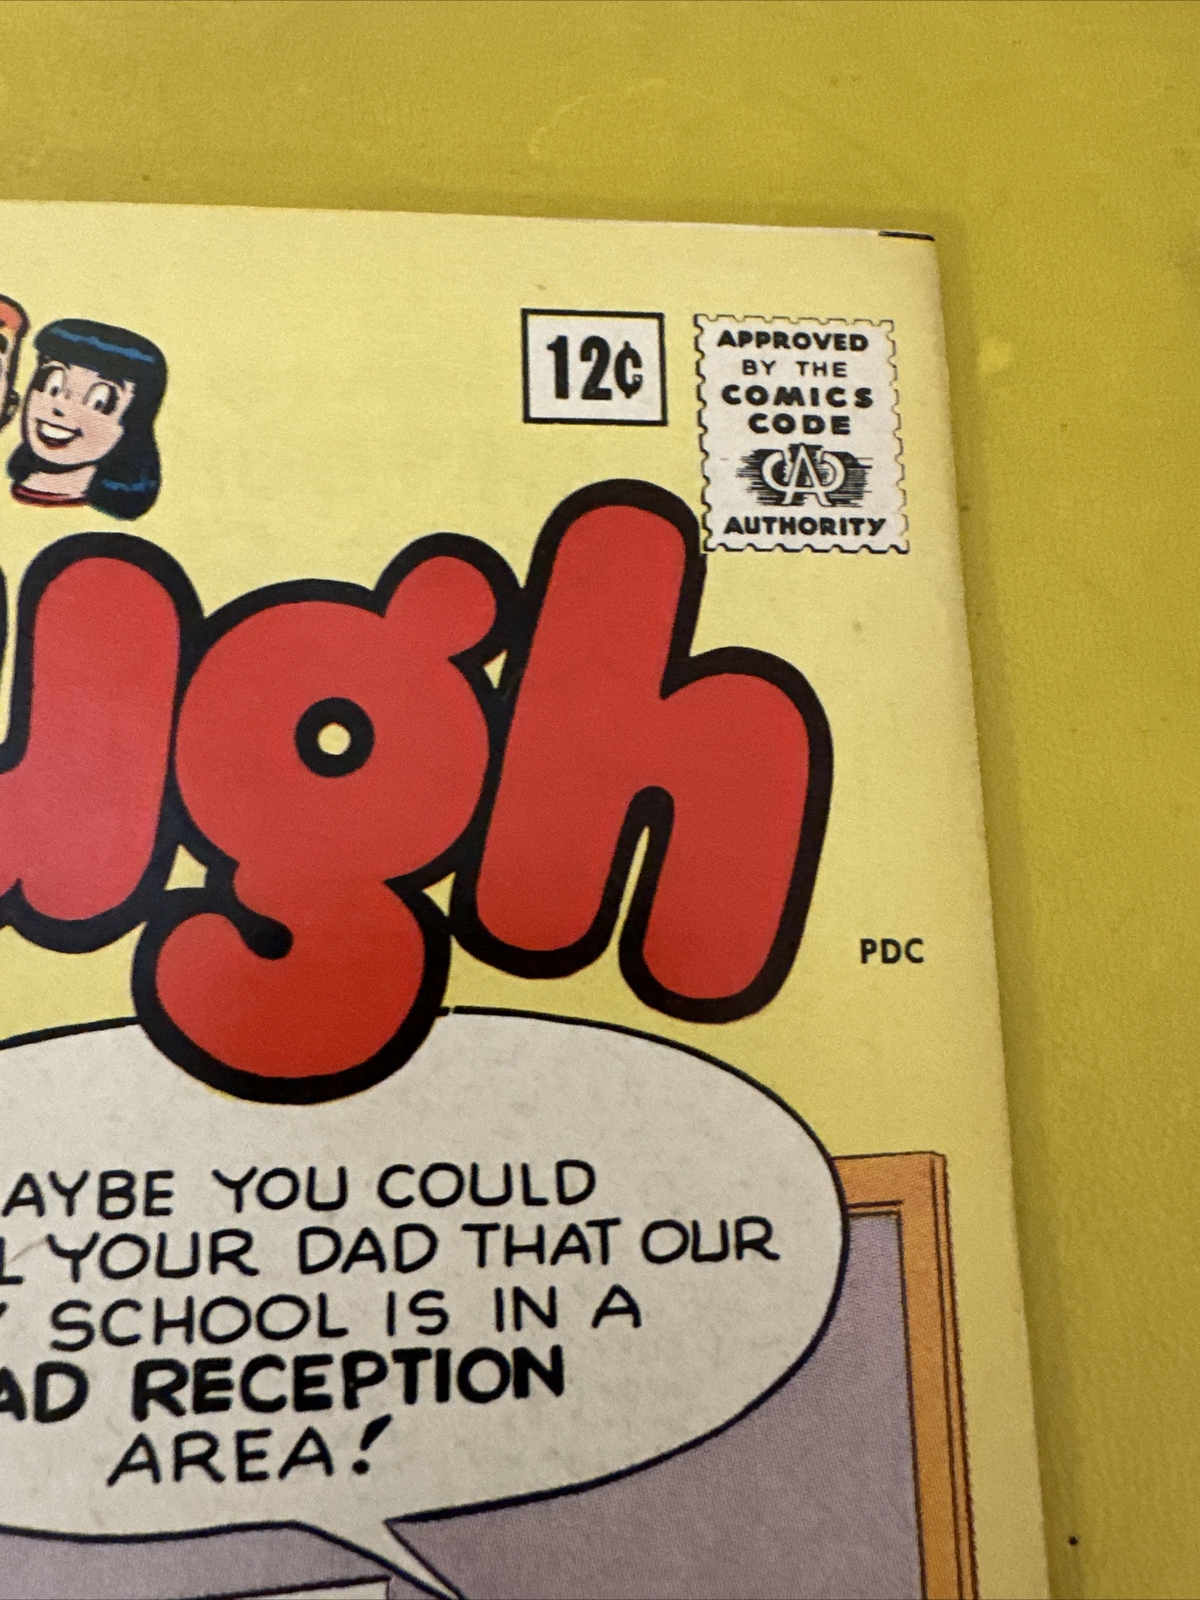 12¢
APPROVED
BY THE
COMICS
CODE
CA
AUTHORITY
ugh
PDC
AYBE YOU COULD
L YOUR DAD THAT OUR
Y SCHOOL IS IN A
AD RECEPTION
AREA!